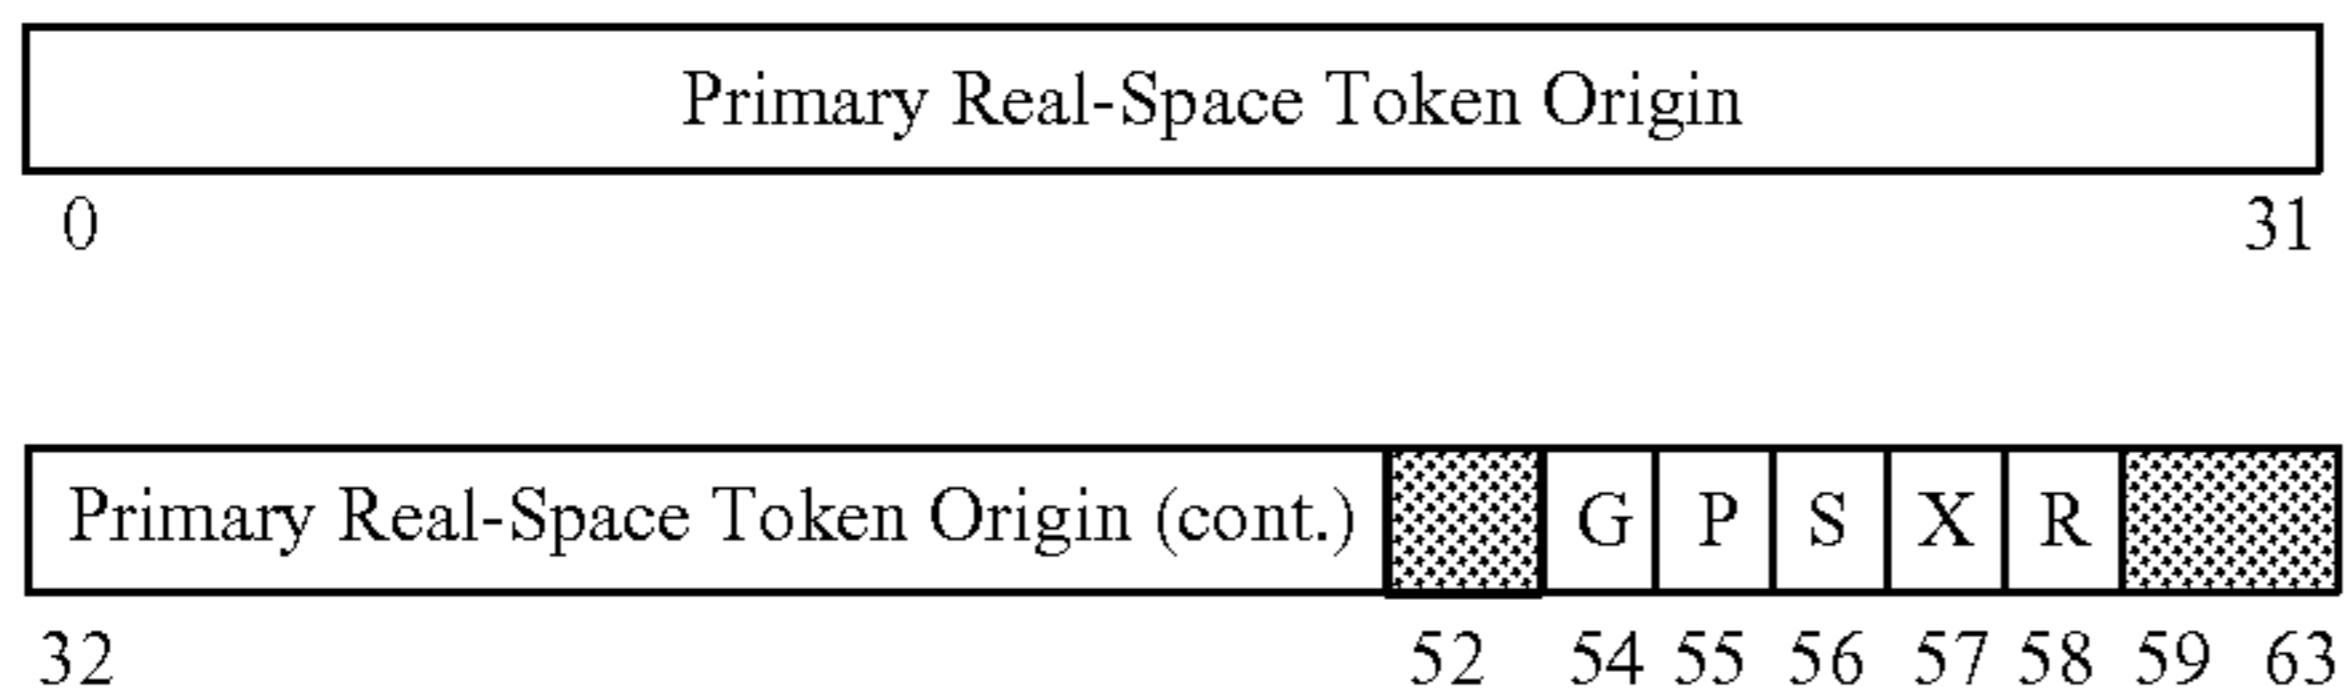 Primary Real-Space Token Origin
0 31
Primary Real-Space Token Origin (cont.) G P S X R
32 52 54 55 56 57 58 59 63